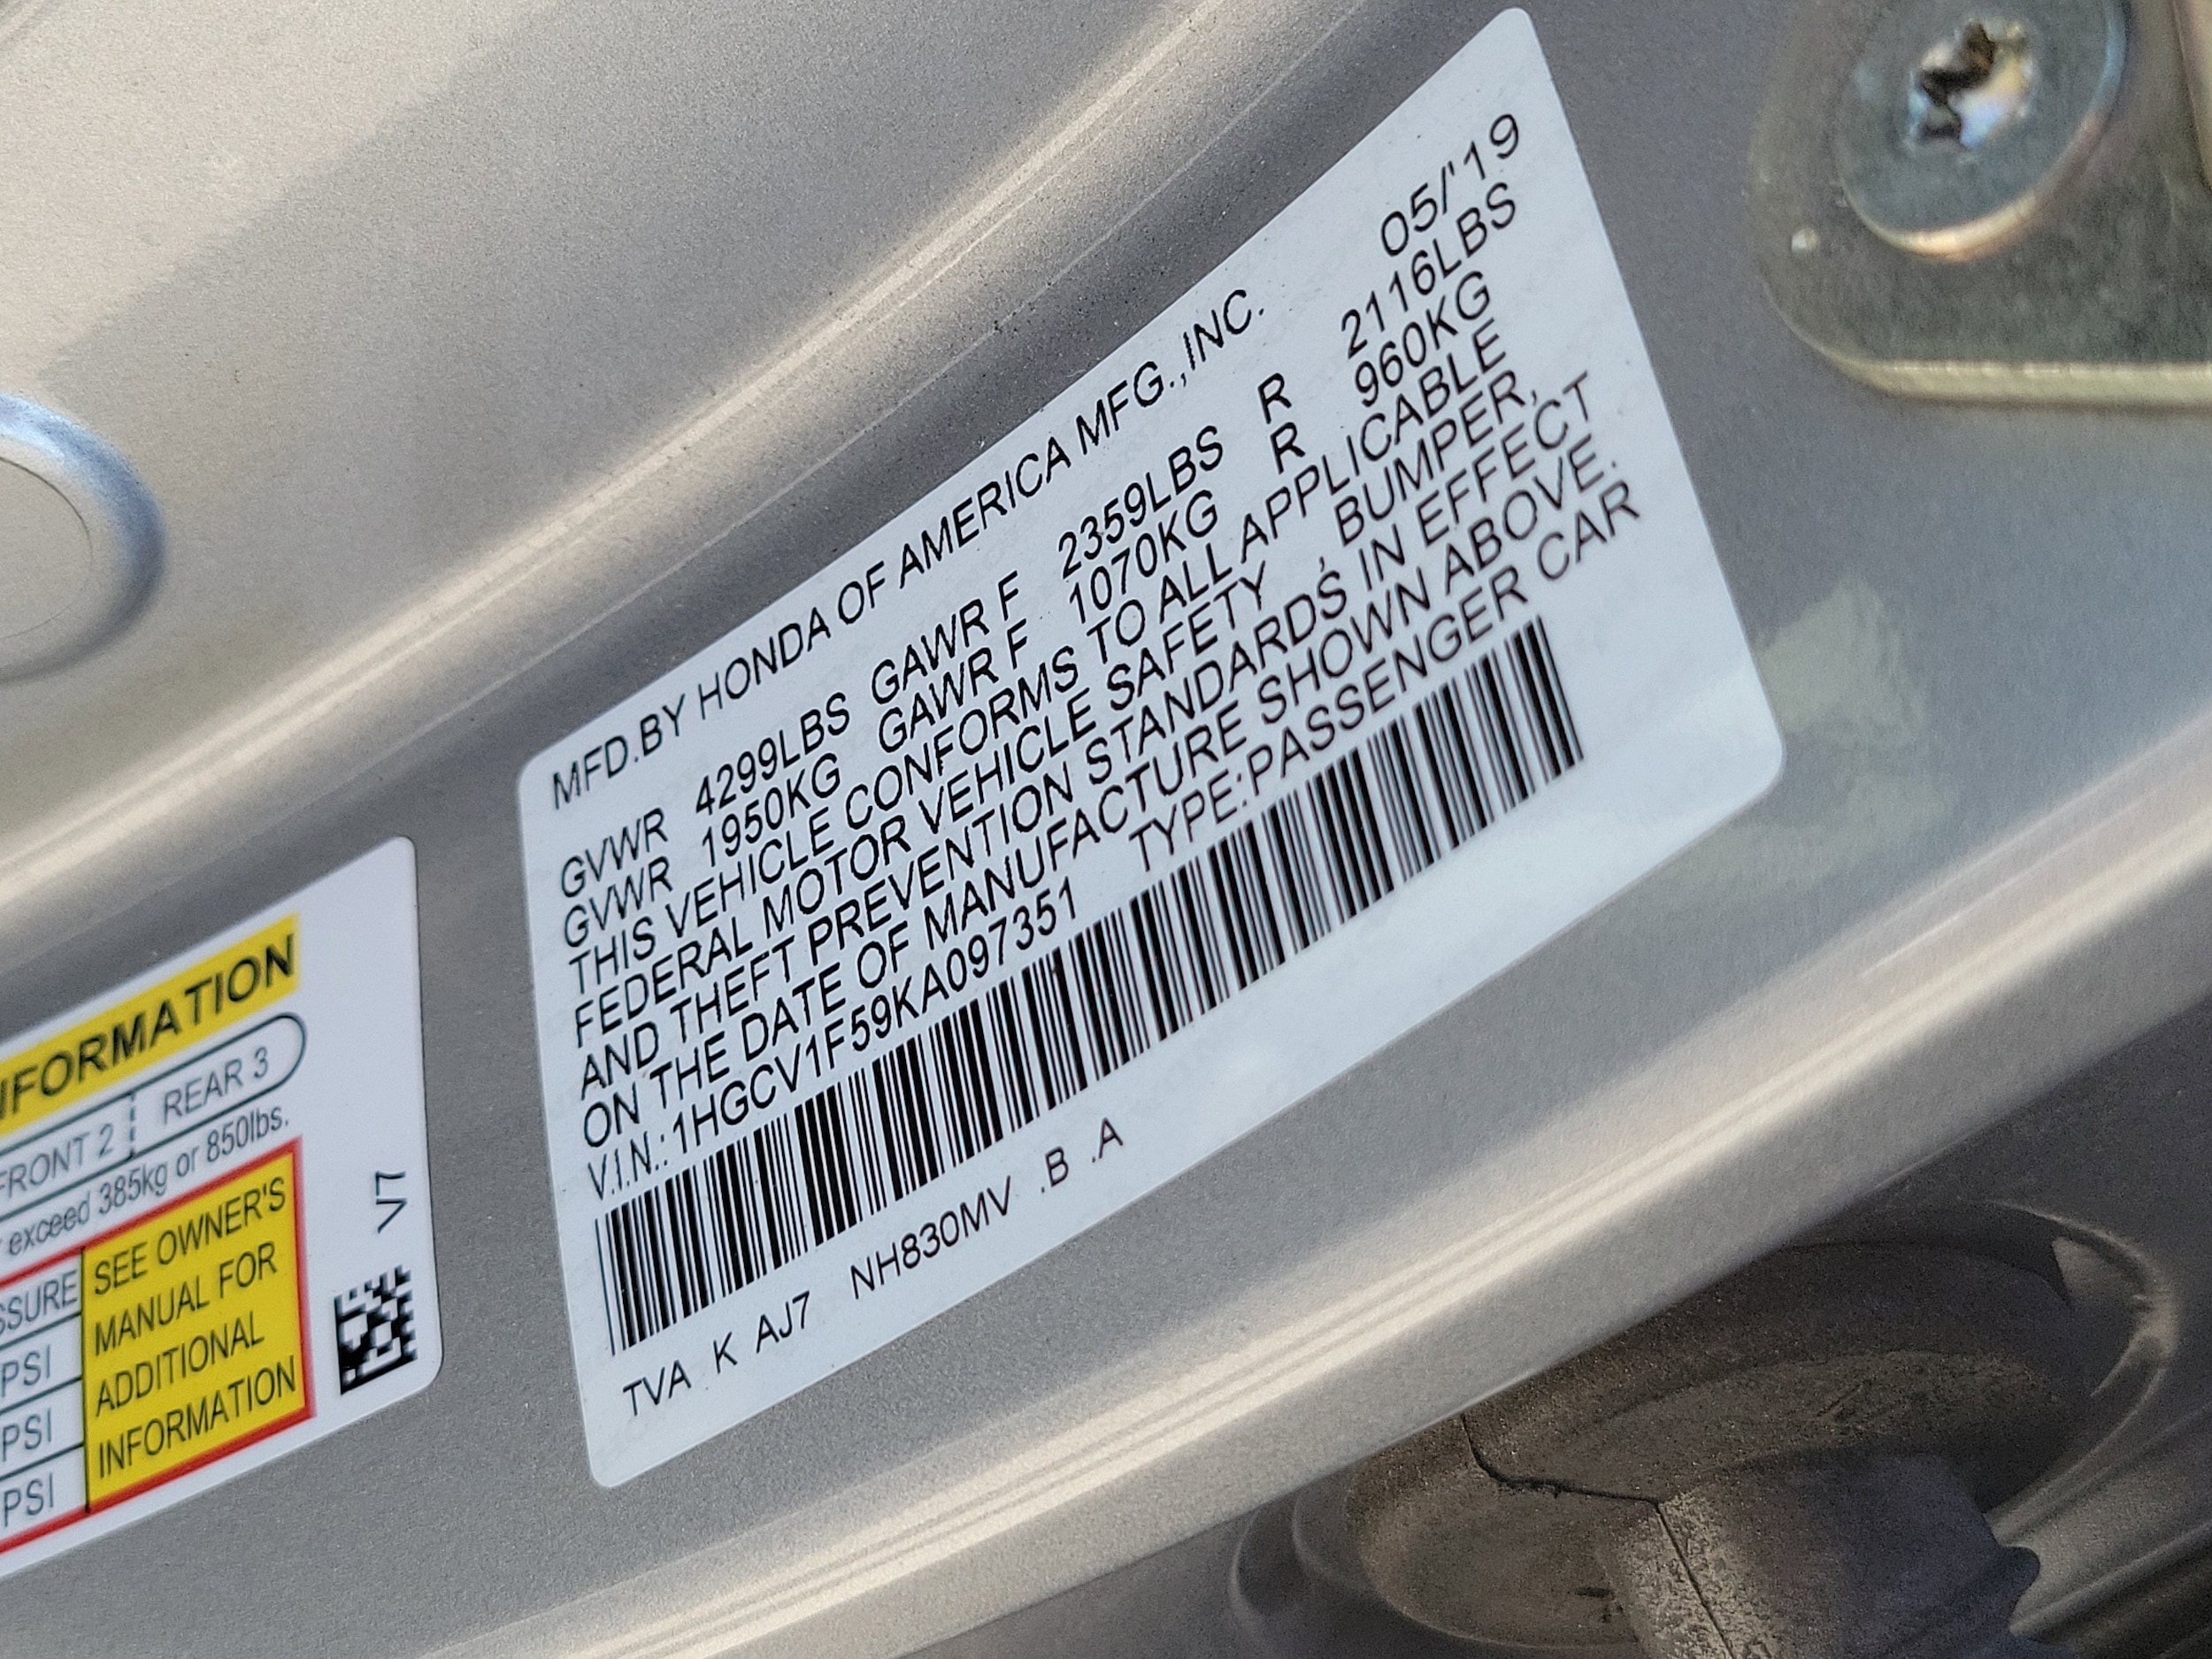 MFD.BY HONDA OF AMERICA MFG.,INC. 05/'19
GVWR 4299LBS GAWR F 2359LBS R 2116LBS
GVWR 1950KG GAWR F 1070KG R 960KG
THIS VEHICLE CONFORMS TO ALL APPLICABLE
FEDERAL MOTOR VEHICLE SAFETY , BUMPER,
AND THEFT PREVENTION STANDARDS IN EFFECT
ON THE DATE OF MANUFACTURE SHOWN ABOVE.
V.I.N.:1HGCV1F59KA097351 TYPE:PASSENGER CAR
TVA K AJ7 NH830MV .B .A
NFORMATION
FRONT 2 REAR 3
exceed 385kg or 850lbs.
SSURE
PSI
PSI
PSI
SEE OWNER'S
MANUAL FOR
ADDITIONAL
INFORMATION
V7